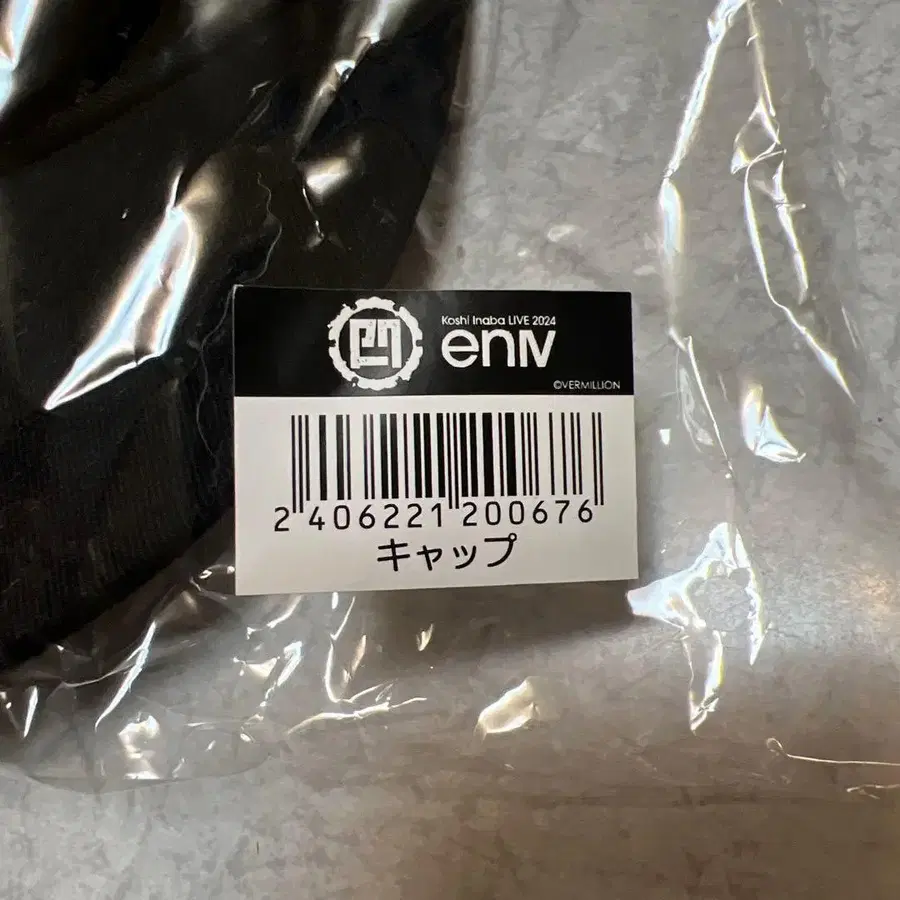 Koshi Inaba LIVE 2024
enIV
©VERMILLION
2 406221 200676
キャップ